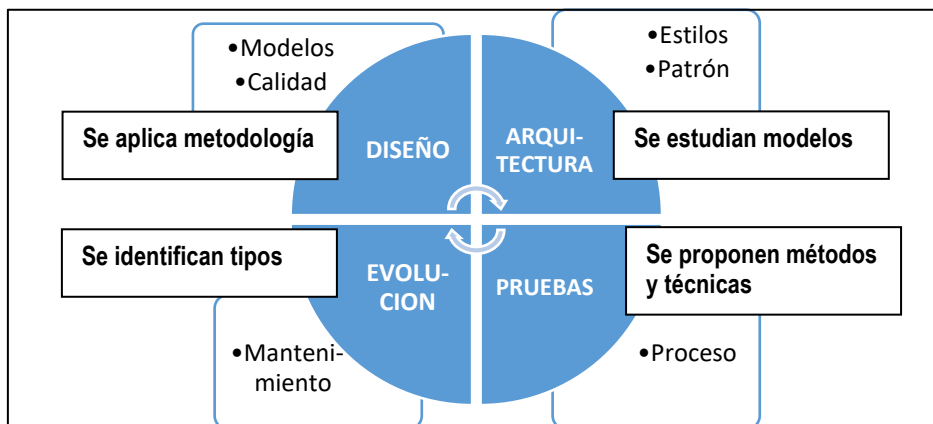 •Modelos
•Calidad
Se aplica metodología
DISEÑO
•Estilos
•Patrón
ARQUI-
TECTURA
Se estudian modelos
Se identifican tipos
EVOLU-
CION
•Manteni-
miento
PRUEBAS
Se proponen métodos
y técnicas
•Proceso